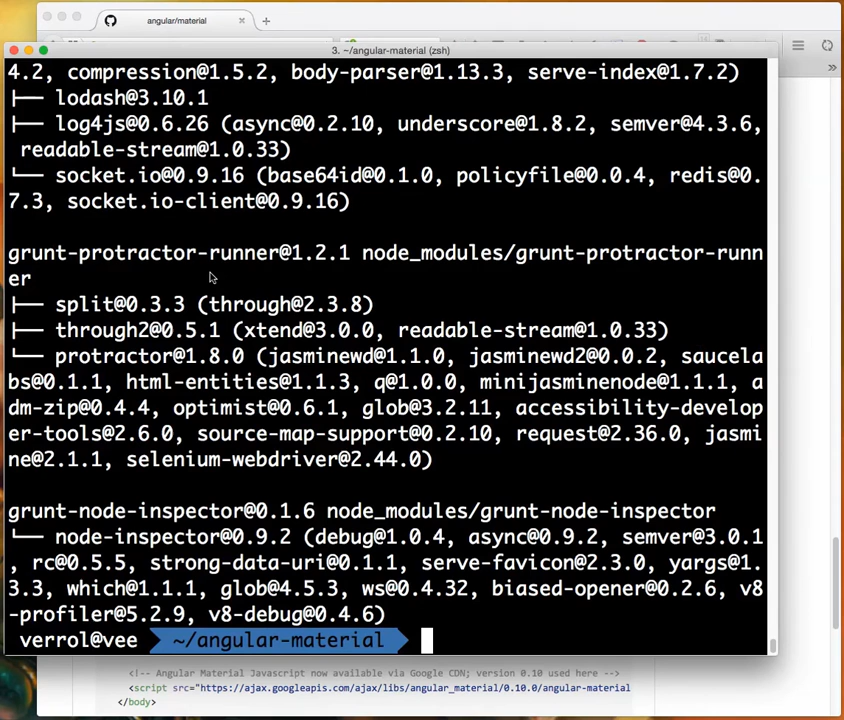 angular/material
3. ~/angular-material (zsh)
4.2, compression@1.5.2, body-parser@1.13.3, serve-index@1.7.2)
├── lodash@3.10.1
├── log4js@0.6.26 (async@0.2.10, underscore@1.8.2, semver@4.3.6,
readable-stream@1.0.33)
└── socket.io@0.9.16 (base64id@0.1.0, policyfile@0.0.4, redis@0.
7.3, socket.io-client@0.9.16)
grunt-protractor-runner@1.2.1 node_modules/grunt-protractor-runn
er
├── split@0.3.3 (through@2.3.8)
├── through2@0.5.1 (xtend@3.0.0, readable-stream@1.0.33)
└── protractor@1.8.0 (jasminewd@1.1.0, jasminewd2@0.0.2, saucela
bs@0.1.1, html-entities@1.1.3, q@1.0.0, minijasminenode@1.1.1, a
dm-zip@0.4.4, optimist@0.6.1, glob@3.2.11, accessibility-develop
er-tools@2.6.0, source-map-support@0.2.10, request@2.36.0, jasmi
ne@2.1.1, selenium-webdriver@2.44.0)
grunt-node-inspector@0.1.6 node_modules/grunt-node-inspector
└── node-inspector@0.9.2 (debug@1.0.4, async@0.9.2, semver@3.0.1
, rc@0.5.5, strong-data-uri@0.1.1, serve-favicon@2.3.0, yargs@1.
3.3, which@1.1.1, glob@4.5.3, ws@0.4.32, biased-opener@0.2.6, v8
-profiler@5.2.9, v8-debug@0.4.6)
verrol@vee ~/angular-material
<!-- Angular Material Javascript now available via Google CDN; version 0.10 used here -->
<script src="https://ajax.googleapis.com/ajax/libs/angular_material/0.10.0/angular-material
</body>